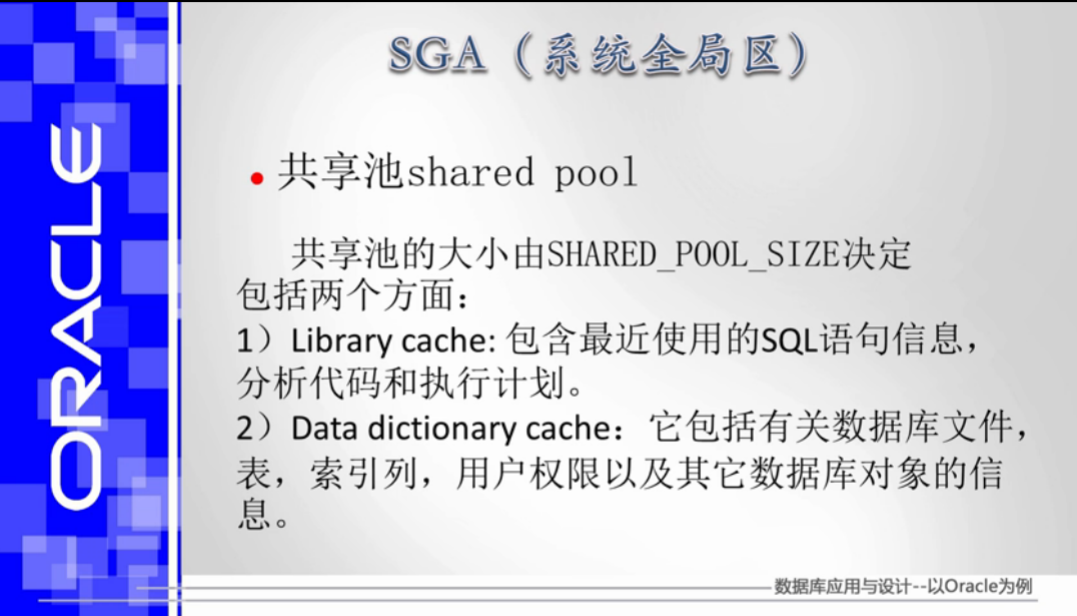 ORACLE
SGA（系统全局区）
共享池shared pool
共享池的大小由SHARED_POOL_SIZE决定
包括两个方面：
1）Library cache: 包含最近使用的SQL语句信息，
分析代码和执行计划。
2）Data dictionary cache：它包括有关数据库文件，
表，索引列，用户权限以及其它数据库对象的信
息。
数据库应用与设计--以Oracle为例